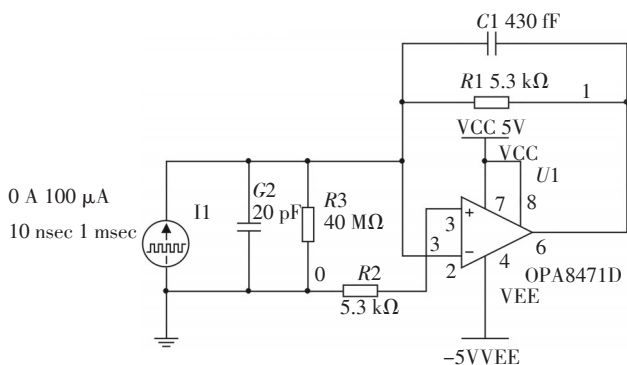 C1 430 fF
R1 5.3 kΩ
1
VCC 5V
VCC
U1
0 A 100 μA
10 nsec 1 msec
I1
G2
20 pF
R3
40 MΩ
7
8
3
+
3
−
2
6
4
0
R2
5.3 kΩ
OPA8471D
VEE
−5VVEE